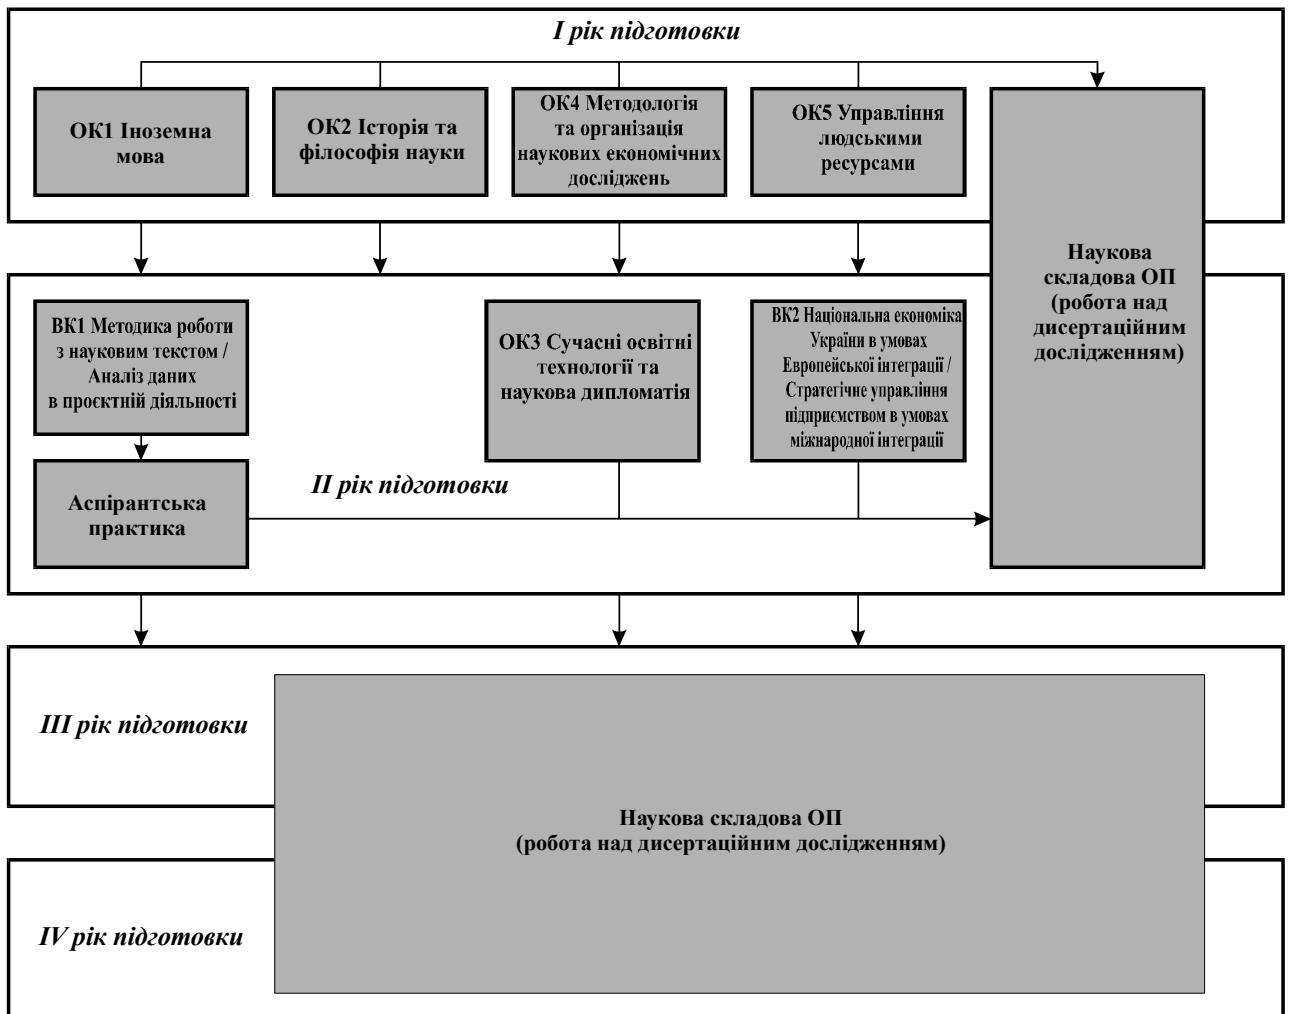 I рік підготовки
ОК1 Іноземна
мова
ОК2 Історія та
філософія науки
ОК4 Методологія
та організація
наукових економічних
досліджень
ОК5 Управління
людськими
ресурсами
Наукова
складова ОП
(робота над
дисертаційним
дослідженням)
ВК1 Методика роботи
з науковим текстом /
Аналіз даних
в проєктній діяльності
ОК3 Сучасні освітні
технології та
наукова дипломатія
ВК2 Національна економіка
України в умовах
Европейської інтеграції /
Стратегічне управління
підприємством в умовах
міжнародної інтеграції
Аспірантська
практика
II рік підготовки
III рік підготовки
Наукова складова ОП
(робота над дисертаційним дослідженням)
IV рік підготовки